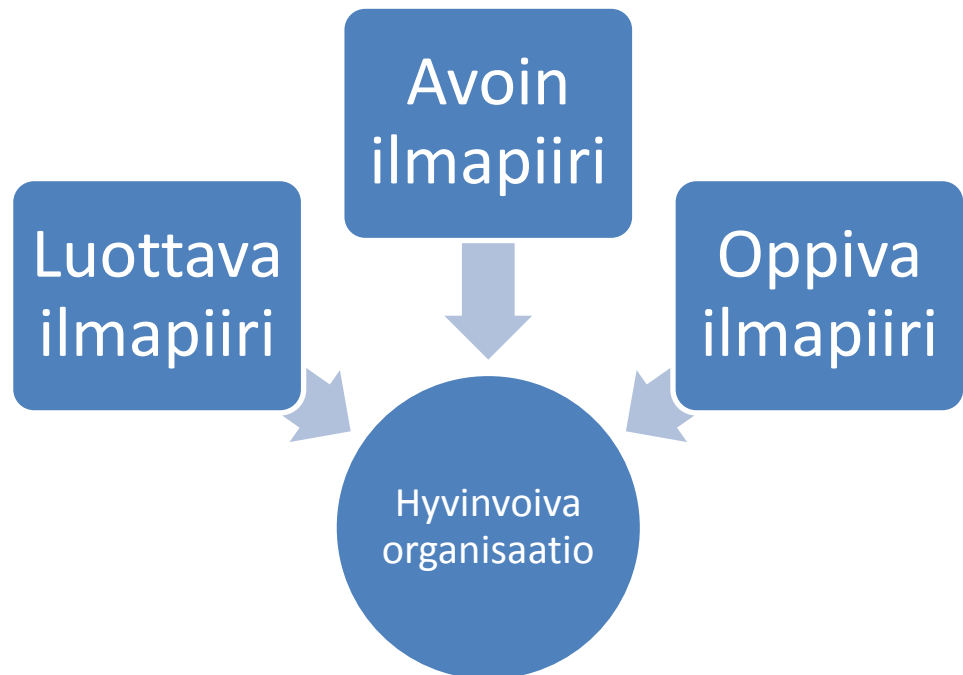 Avoin
ilmapiiri
Luottava
ilmapiiri
Oppiva
ilmapiiri
Hyvinvoiva
organisaatio